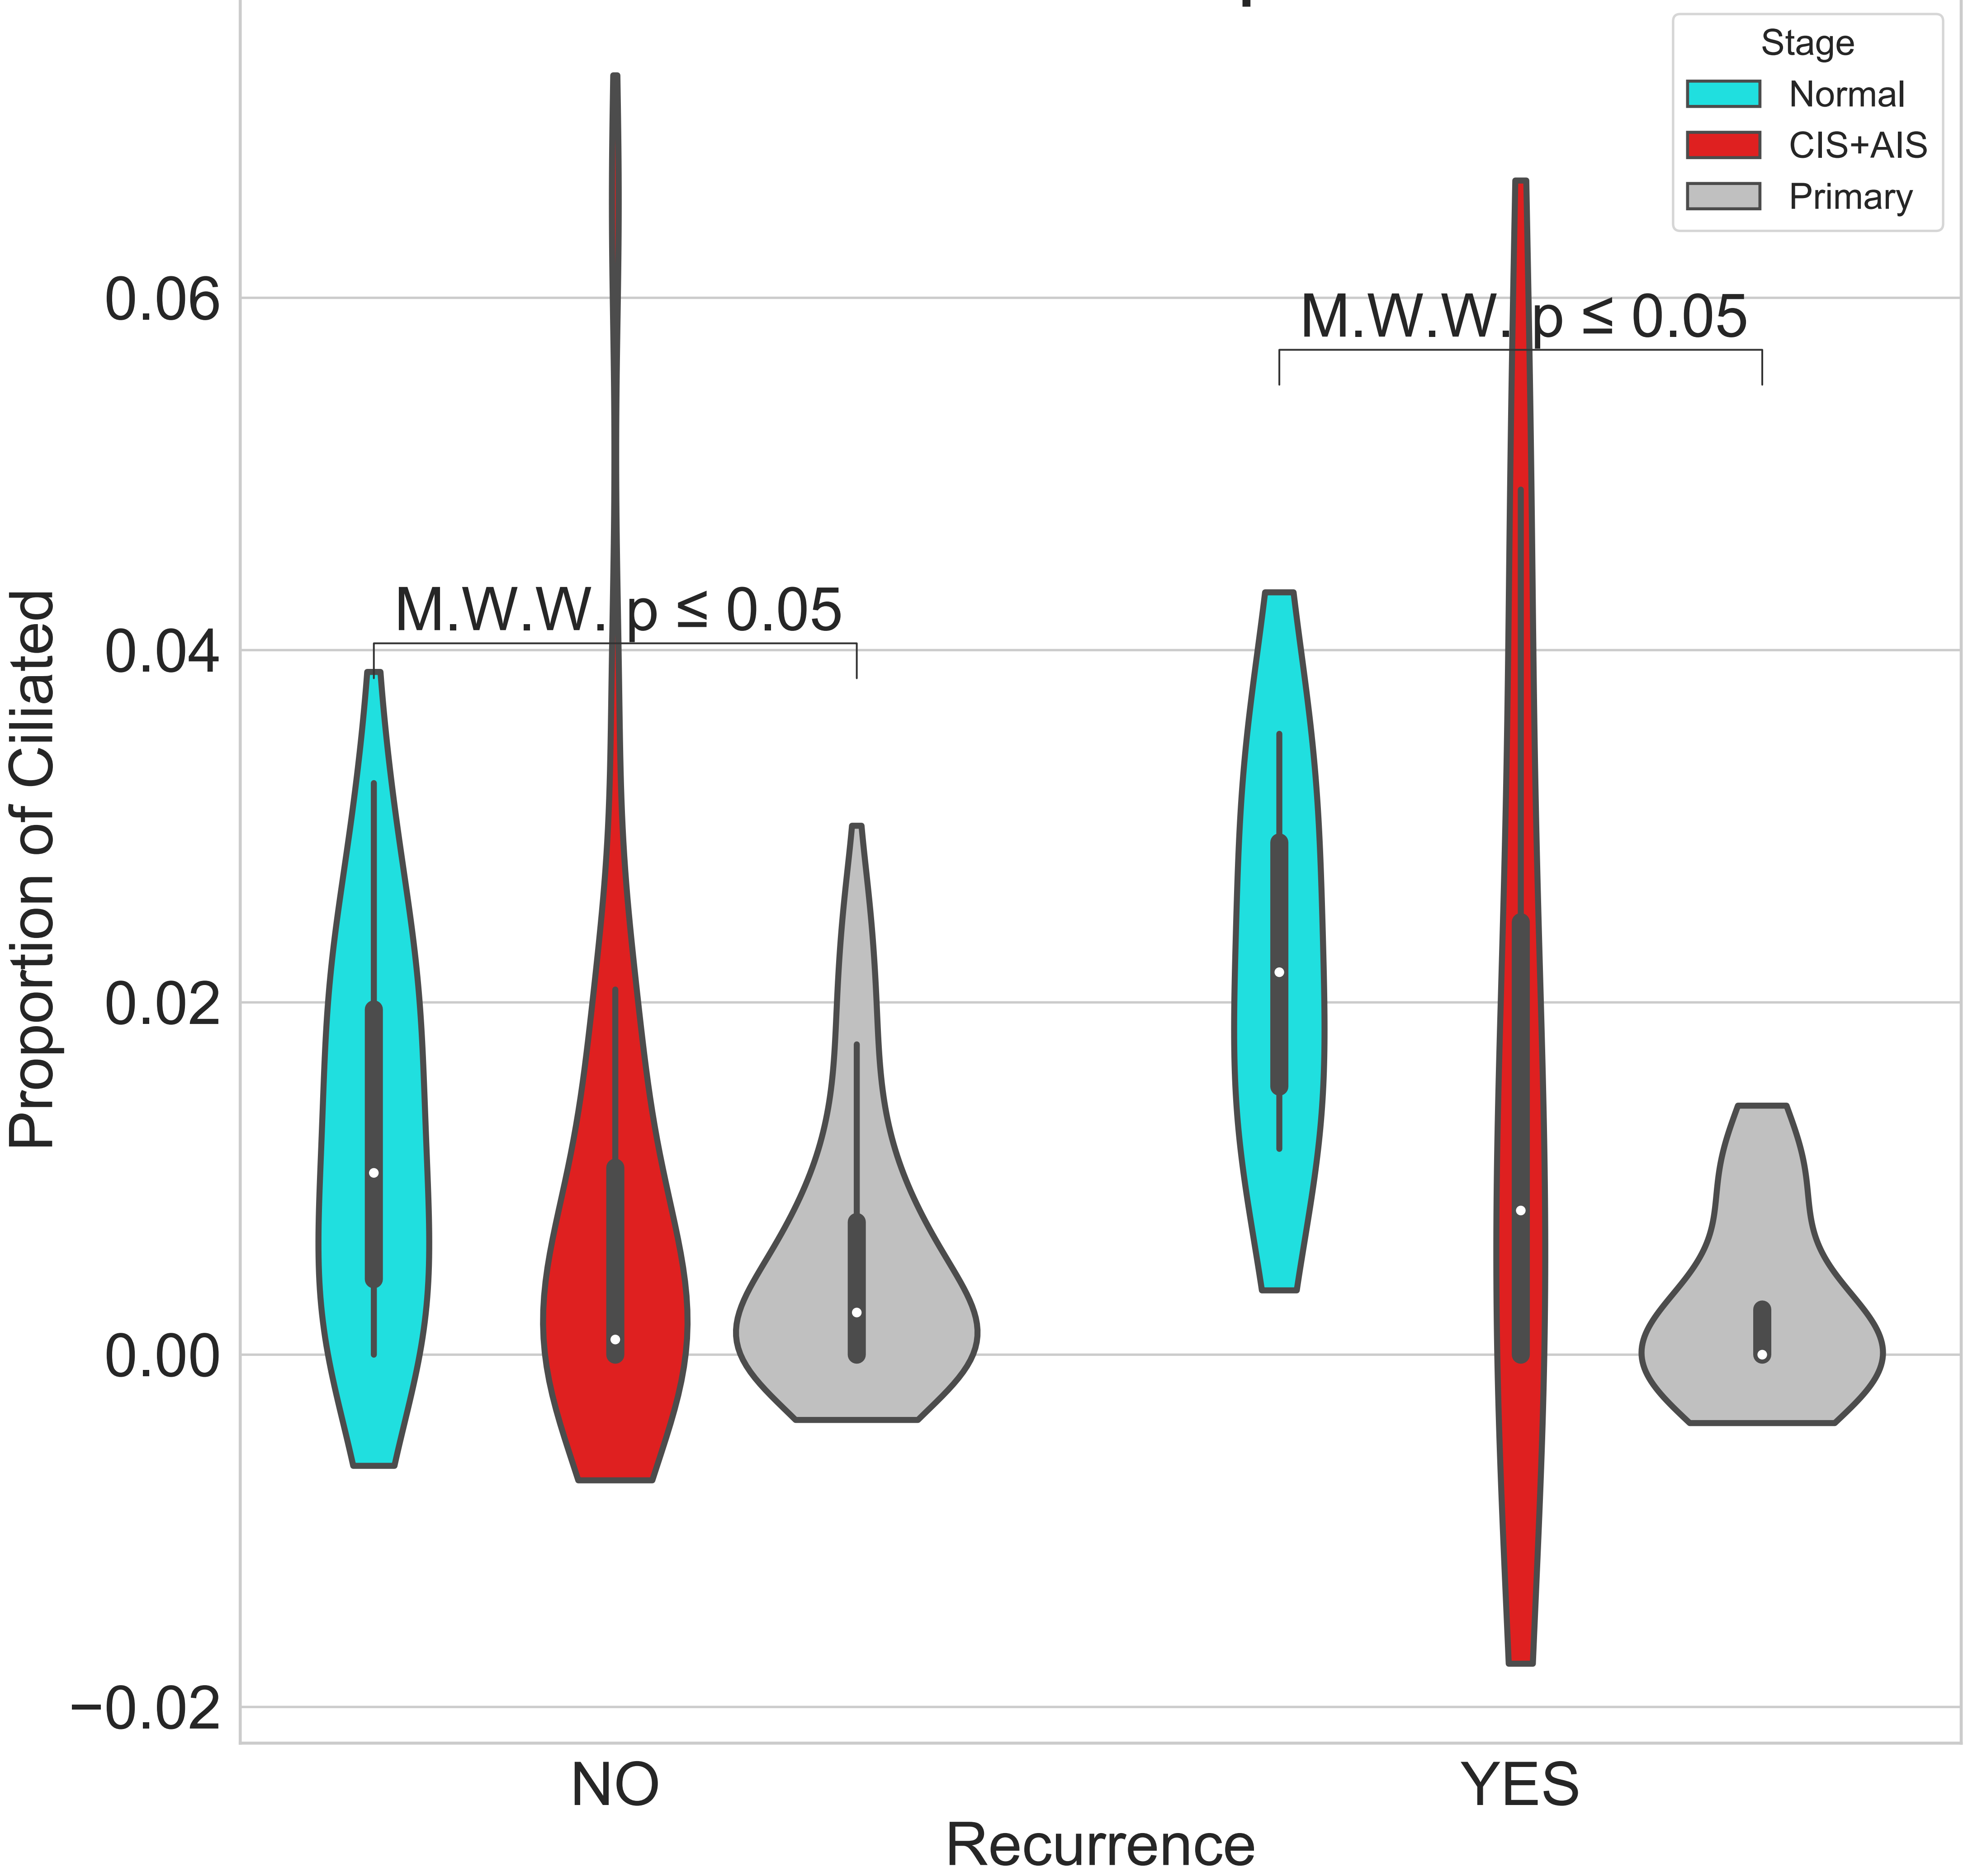 Stage
Normal
CIS+AIS
Primary
0.06
0.04
0.02
0.00
−0.02
Proportion of Ciliated
M.W.W. p ≤ 0.05
M.W.W. p ≤ 0.05
NO
YES
Recurrence